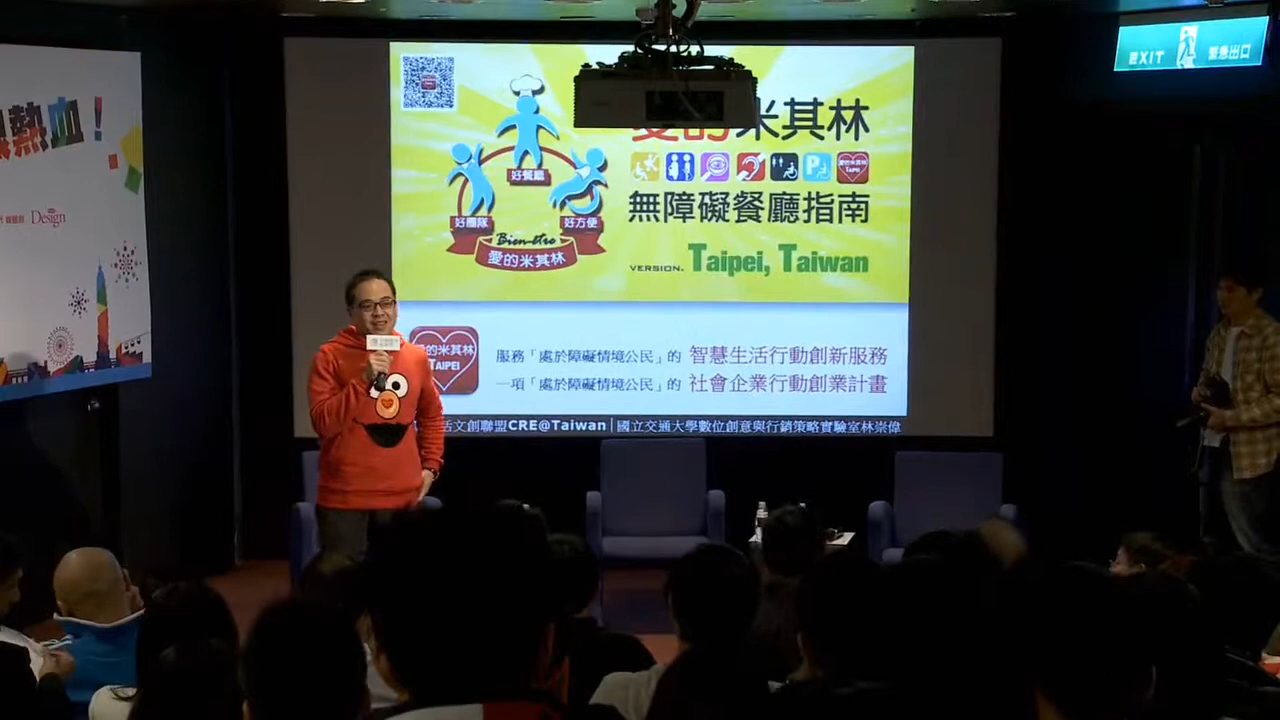 熱血!
Design
愛的米其林
好餐廳
好團隊
好方便
Bien-être
愛的米其林
愛的米其林
TAIPEI
無障礙餐廳指南
VERSION. Taipei, Taiwan
的米其林
TAIPEI
服務「處於障礙情境公民」的 智慧生活行動創新服務
一項「處於障礙情境公民」的 社會企業行動創業計畫
活文創聯盟CRE@Taiwan│國立交通大學數位創意與行銷策略實驗室林崇偉
EXIT 緊急出口